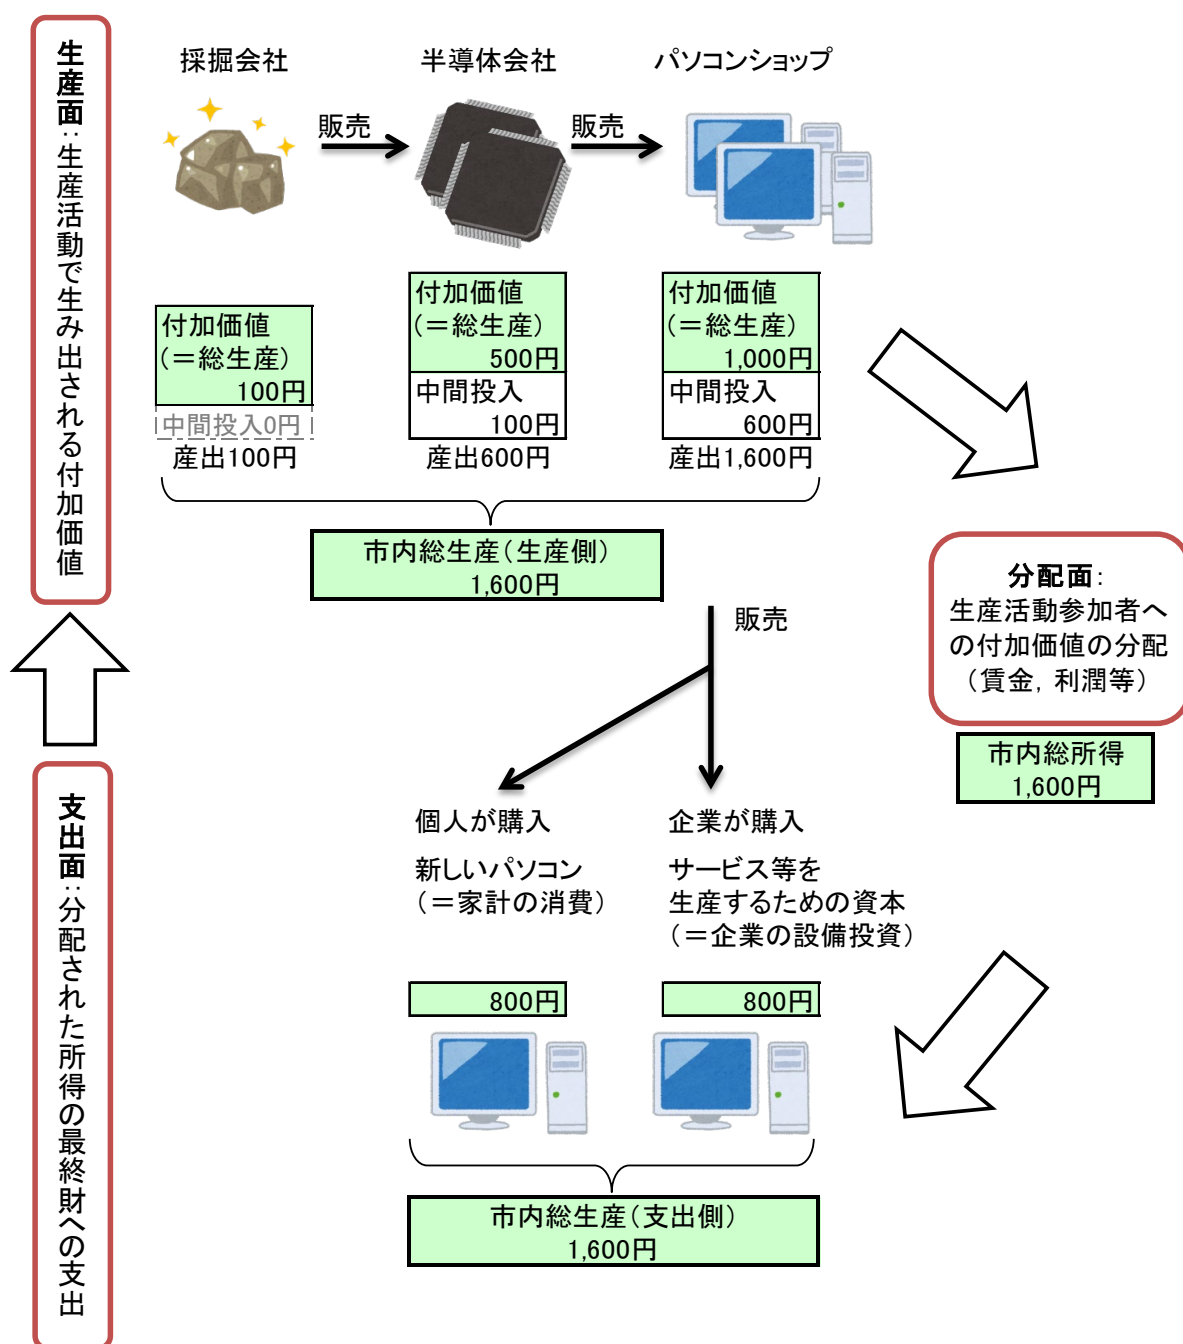 生産面：生産活動で生み出される付加価値
採掘会社
半導体会社
パソコンショップ
販売
販売
付加価値
（＝総生産）
100円
中間投入0円
産出100円
付加価値
（＝総生産）
500円
中間投入
100円
産出600円
付加価値
（＝総生産）
1,000円
中間投入
600円
産出1,600円
市内総生産（生産側）
1,600円
分配面：
生産活動参加者へ
の付加価値の分配
（賃金，利潤等）
市内総所得
1,600円
販売
支出面：分配された所得の最終財への支出
個人が購入
新しいパソコン
（＝家計の消費）
800円
企業が購入
サービス等を
生産するための資本
（＝企業の設備投資）
800円
市内総生産（支出側）
1,600円